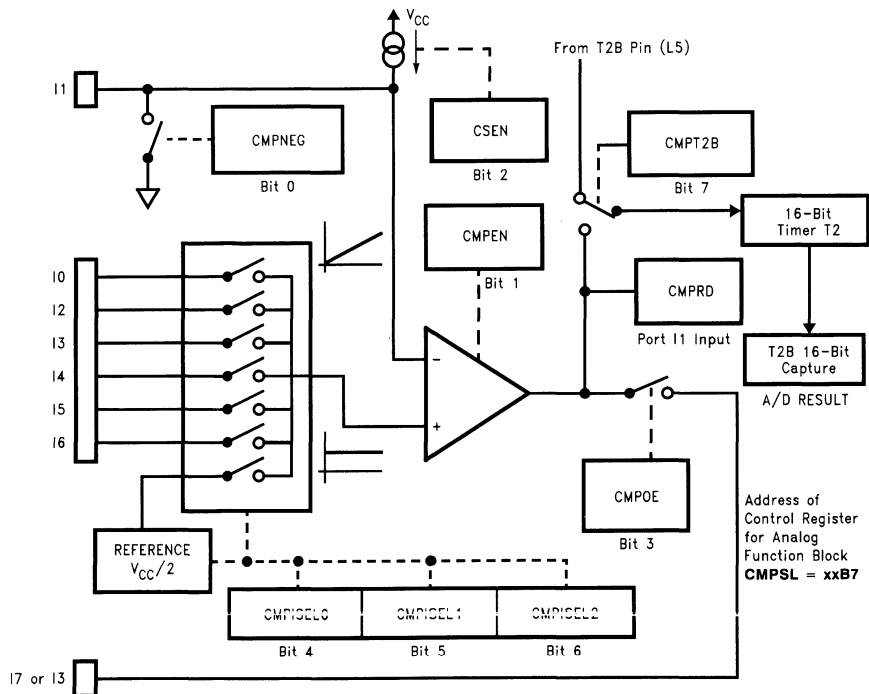 VCC
From T2B Pin (L5)
I1
CMPNEG
Bit 0
CSEN
Bit 2
CMPT2B
Bit 7
16-Bit
Timer T2
CMPEN
Bit 1
I0
I2
I3
I4
I5
I6
CMPRD
Port I1 Input
T2B 16-Bit
Capture
A/D RESULT
-
+
CMPOE
Bit 3
Address of
Control Register
for Analog
Function Block
CMPSL = xxB7
REFERENCE
VCC/2
CMPISEL0 CMPISEL1 CMPISEL2
Bit 4 Bit 5 Bit 6
I7 or I3